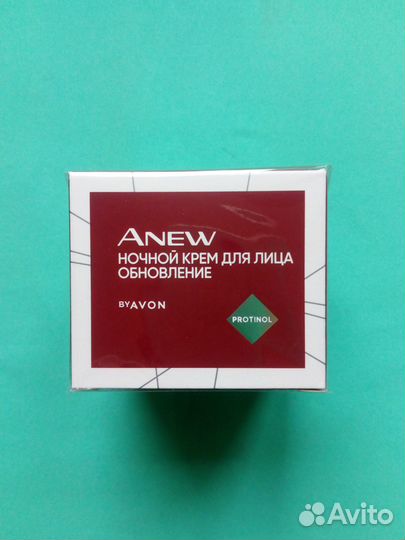 ANEW
НОЧНОЙ КРЕМ ДЛЯ ЛИЦА
ОБНОВЛЕНИЕ
BY AVON
PROTINOL
Avito